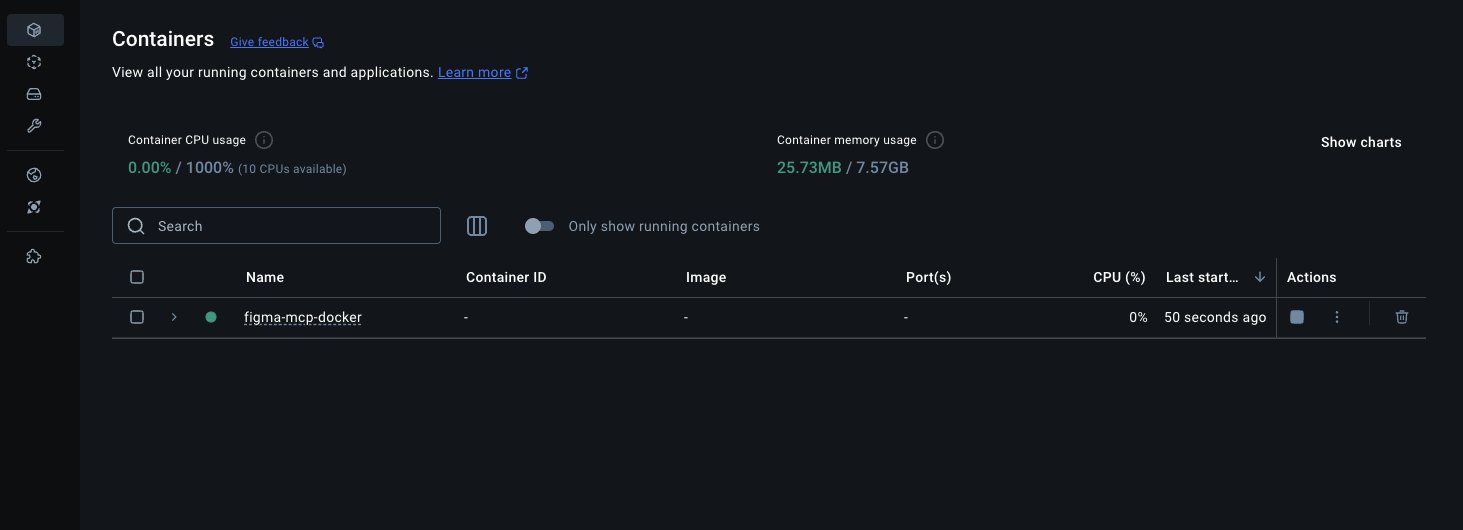 Containers Give feedback
View all your running containers and applications. Learn more
Container CPU usage
0.00% / 1000% (10 CPUs available)
Container memory usage
25.73MB / 7.57GB
Show charts
Search
Only show running containers
Name Container ID Image Port(s) CPU (%) Last start... Actions
figma-mcp-docker - - - 0% 50 seconds ago